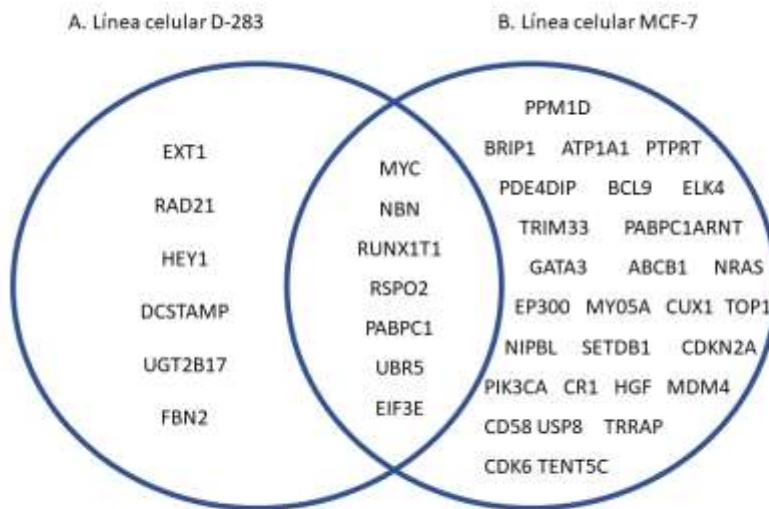 A. Línea celular D-283
B. Línea celular MCF-7
EXT1
RAD21
HEY1
DCSTAMP
UGT2B17
FBN2
MYC
NBN
RUNX1T1
RSPO2
PABPC1
UBR5
EIF3E
PPM1D
BRIP1 ATP1A1 PTPRT
PDE4DIP BCL9 ELK4
TRIM33 PABPC1ARNT
GATA3 ABCB1 NRAS
EP300 MY05A CUX1 TOP1
NIPBL SETDB1 CDKN2A
PIK3CA CR1 HGF MDM4
CD58 USP8 TRRAP
CDK6 TENT5C